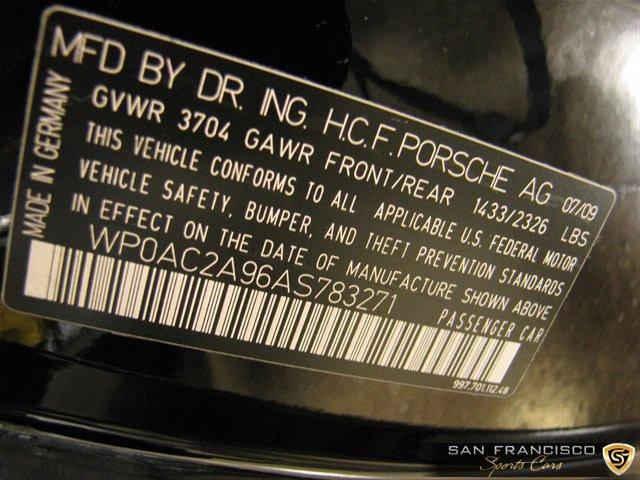 MFD BY DR. ING. H.C.F. PORSCHE AG 07/09
GVWR 3704 GAWR FRONT/REAR 1433/2326 LBS
THIS VEHICLE CONFORMS TO ALL APPLICABLE U.S. FEDERAL MOTOR
VEHICLE SAFETY, BUMPER, AND THEFT PREVENTION STANDARDS
IN EFFECT ON THE DATE OF MANUFACTURE SHOWN ABOVE
WP0AC2A96AS783271 PASSENGER CAR
997.701.112.48
MADE IN GERMANY
SAN FRANCISCO
Sports Cars